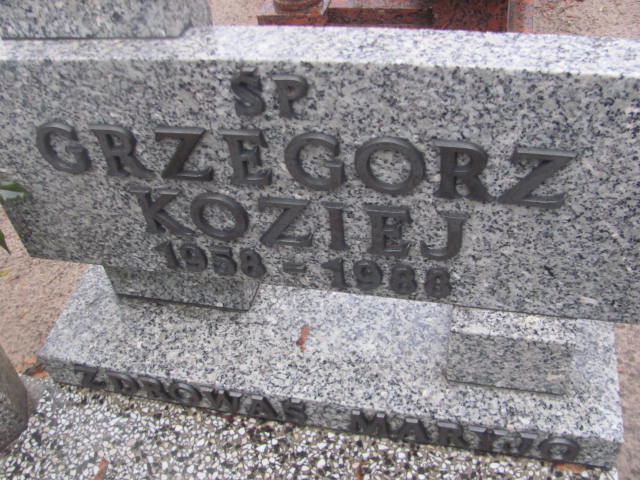 ŚP
GRZEGORZ
KOZIEJ
1958 - 1988
ZDROWAŚ MARYJO